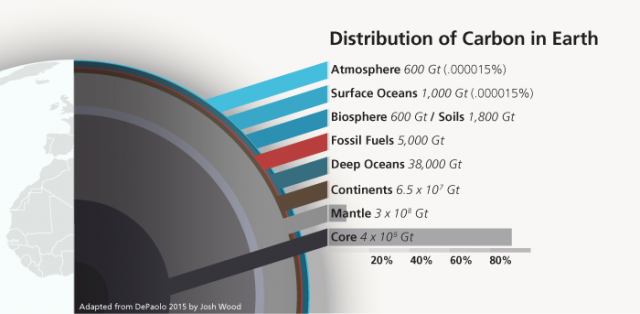 Distribution of Carbon in Earth
Atmosphere 600 Gt (.000015%)
Surface Oceans 1,000 Gt (.000015%)
Biosphere 600 Gt / Soils 1,800 Gt
Fossil Fuels 5,000 Gt
Deep Oceans 38,000 Gt
Continents 6.5 x 10⁷ Gt
Mantle 3 x 10⁸ Gt
Core 4 x 10⁹ Gt
20% 40% 60% 80%
Adapted from DePaolo 2015 by Josh Wood